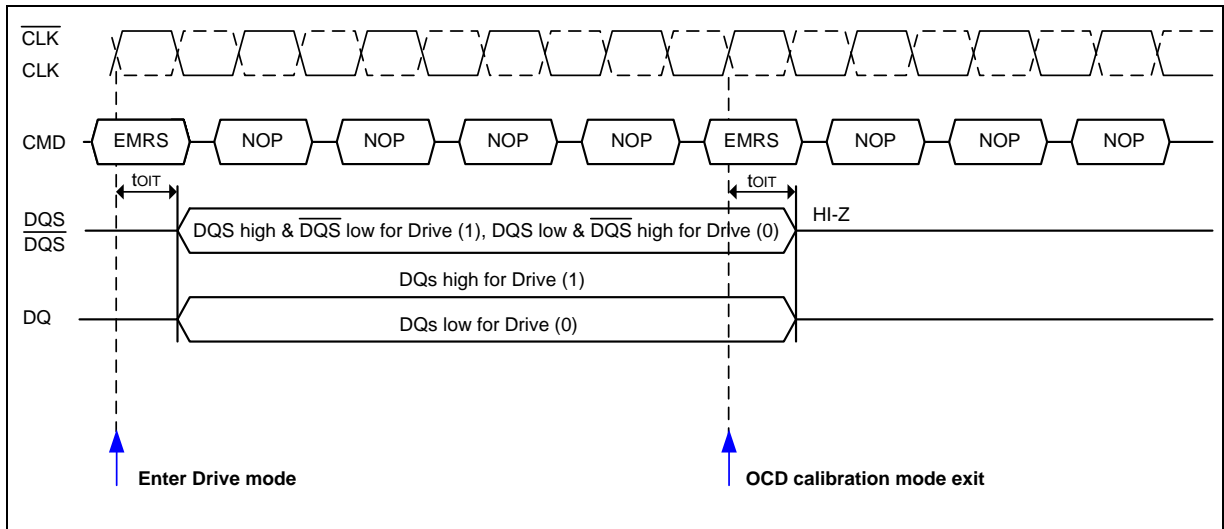 CLK
CLK
CMD EMRS NOP NOP NOP NOP EMRS NOP NOP NOP
tOIT tOIT
DQS
DQS
DQS high & DQS low for Drive (1), DQS low & DQS high for Drive (0)
HI-Z
DQs high for Drive (1)
DQ
DQs low for Drive (0)
Enter Drive mode OCD calibration mode exit